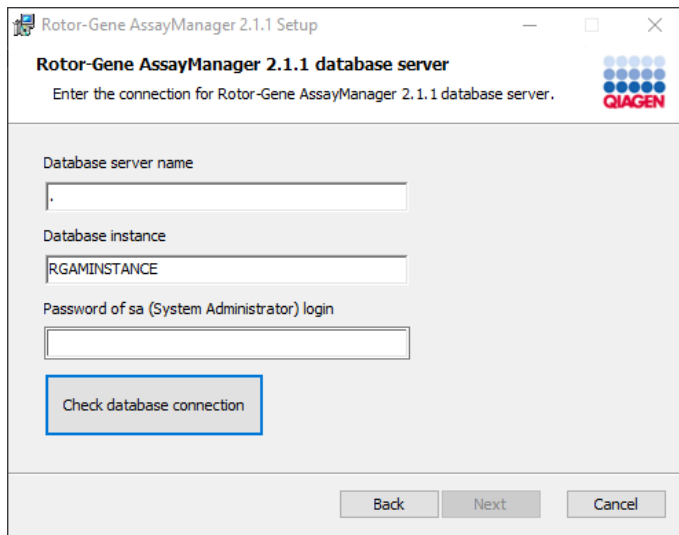 Rotor-Gene AssayManager 2.1.1 Setup
Rotor-Gene AssayManager 2.1.1 database server
Enter the connection for Rotor-Gene AssayManager 2.1.1 database server.
QIAGEN
Database server name
.
Database instance
RGAMINSTANCE
Password of sa (System Administrator) login
Check database connection
Back Next Cancel